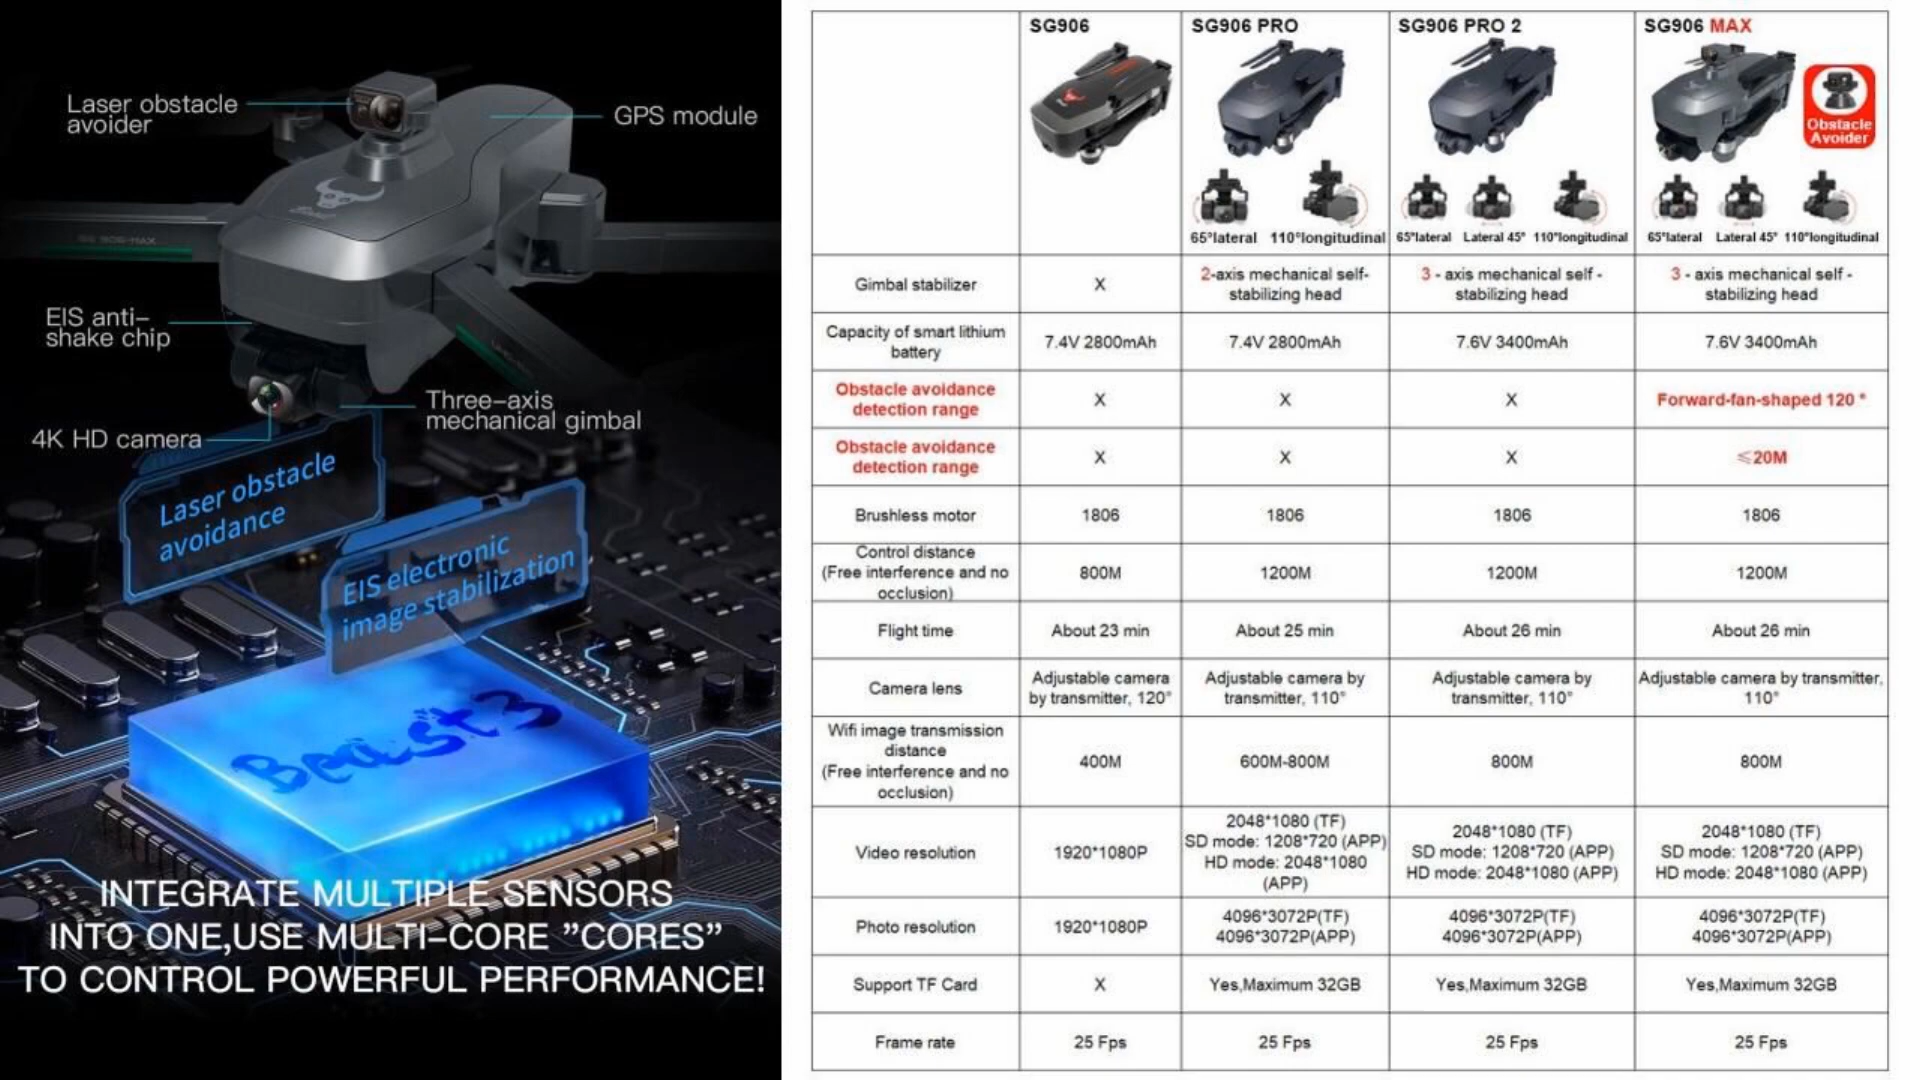 Laser obstacle
avoider
GPS module
EIS anti-
shake chip
Three-axis
mechanical gimbal
4K HD camera
Laser obstacle
avoidance
EIS electronic
image stabilization
Beast 3
INTEGRATE MULTIPLE SENSORS
INTO ONE,USE MULTI-CORE "CORES"
TO CONTROL POWERFUL PERFORMANCE!
SG906
SG906 PRO
SG906 PRO 2
SG906 MAX
Obstacle
Avoider
65°lateral 110°longitudinal
65°lateral Lateral 45° 110°longitudinal
65°lateral Lateral 45° 110°longitudinal
Gimbal stabilizer
X
2-axis mechanical self-
stabilizing head
3 - axis mechanical self -
stabilizing head
3 - axis mechanical self -
stabilizing head
Capacity of smart lithium
battery
7.4V 2800mAh
7.4V 2800mAh
7.6V 3400mAh
7.6V 3400mAh
Obstacle avoidance
detection range
X
X
X
Forward-fan-shaped 120 °
Obstacle avoidance
detection range
X
X
X
≤20M
Brushless motor
1806
1806
1806
1806
Control distance
(Free interference and no
occlusion)
800M
1200M
1200M
1200M
Flight time
About 23 min
About 25 min
About 26 min
About 26 min
Camera lens
Adjustable camera
by transmitter, 120°
Adjustable camera by
transmitter, 110°
Adjustable camera by
transmitter, 110°
Adjustable camera by transmitter,
110°
Wifi image transmission
distance
(Free interference and no
occlusion)
400M
600M-800M
800M
800M
Video resolution
1920*1080P
2048*1080 (TF)
SD mode: 1208*720 (APP)
HD mode: 2048*1080
(APP)
2048*1080 (TF)
SD mode: 1208*720 (APP)
HD mode: 2048*1080 (APP)
2048*1080 (TF)
SD mode: 1208*720 (APP)
HD mode: 2048*1080 (APP)
Photo resolution
1920*1080P
4096*3072P(TF)
4096*3072P(APP)
4096*3072P(TF)
4096*3072P(APP)
4096*3072P(TF)
4096*3072P(APP)
Support TF Card
X
Yes,Maximum 32GB
Yes,Maximum 32GB
Yes,Maximum 32GB
Frame rate
25 Fps
25 Fps
25 Fps
25 Fps